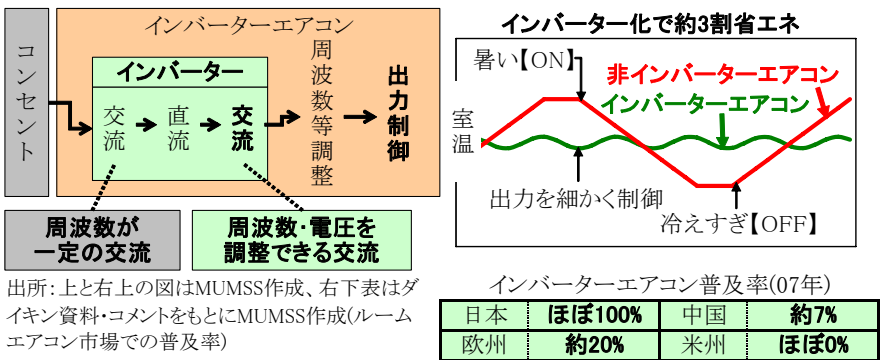 インバーターエアコン
コンセント
インバーター
交流
直流
交流
周波数等調整
出力制御
周波数が
一定の交流
周波数・電圧を
調整できる交流
出所：上と右上の図はMUMSS作成、右下表はダ
イキン資料・コメントをもとにMUMSS作成(ルーム
エアコン市場での普及率)
インバーター化で約3割省エネ
暑い【ON】
非インバーターエアコン
インバーターエアコン
室温
出力を細かく制御
冷えすぎ【OFF】
インバーターエアコン普及率(07年)
日本 ほぼ100% 中国 約7%
欧州 約20% 米州 ほぼ0%